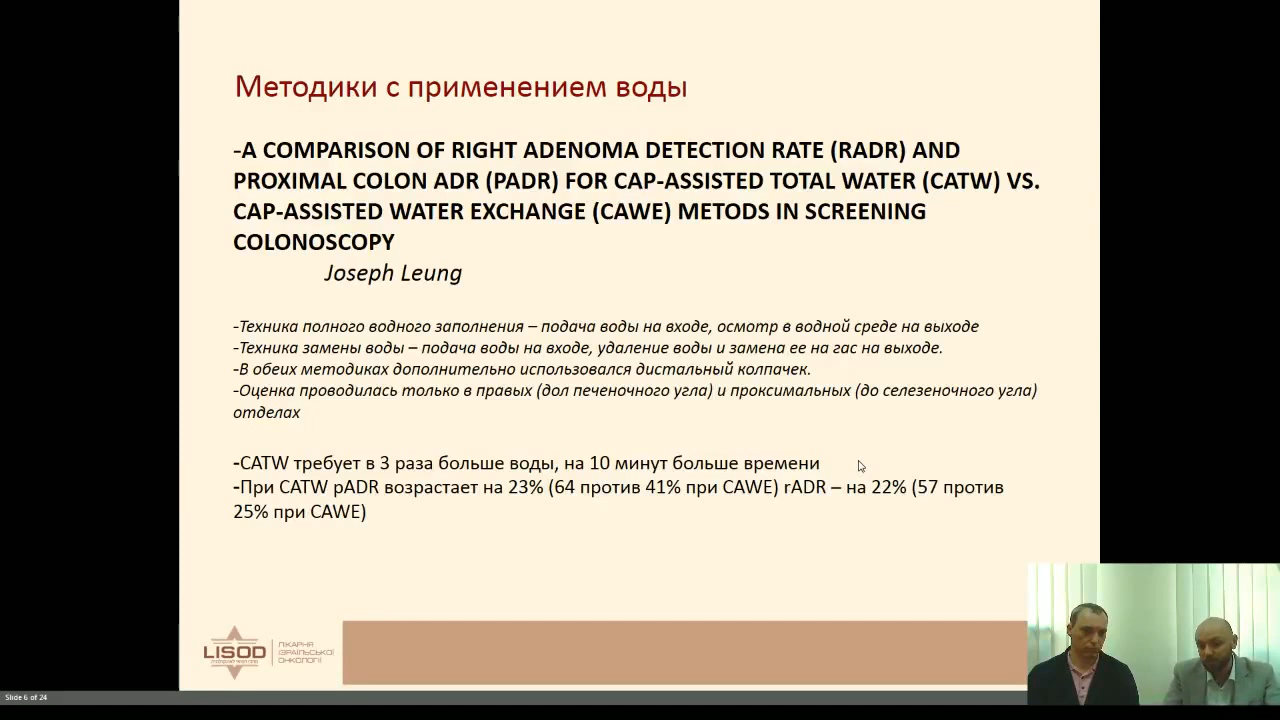 Методики с применением воды
-A COMPARISON OF RIGHT ADENOMA DETECTION RATE (RADR) AND
PROXIMAL COLON ADR (PADR) FOR CAP-ASSISTED TOTAL WATER (CATW) VS.
CAP-ASSISTED WATER EXCHANGE (CAWE) METODS IN SCREENING
COLONOSCOPY
Joseph Leung
-Техника полного водного заполнения – подача воды на входе, осмотр в водной среде на выходе
-Техника замены воды – подача воды на входе, удаление воды и замена ее на гас на выходе.
-В обеих методиках дополнительно использовался дистальный колпачек.
-Оценка проводилась только в правых (дол печеночного угла) и проксимальных (до селезеночного угла)
отделах
-CATW требует в 3 раза больше воды, на 10 минут больше времени
-При CATW pADR возрастает на 23% (64 против 41% при CAWE) rADR – на 22% (57 против
25% при CAWE)
LISOD
ЛІКАРНЯ
ІЗРАЇЛЬСЬКОЇ
ОНКОЛОГІЇ
Slide 6 of 24